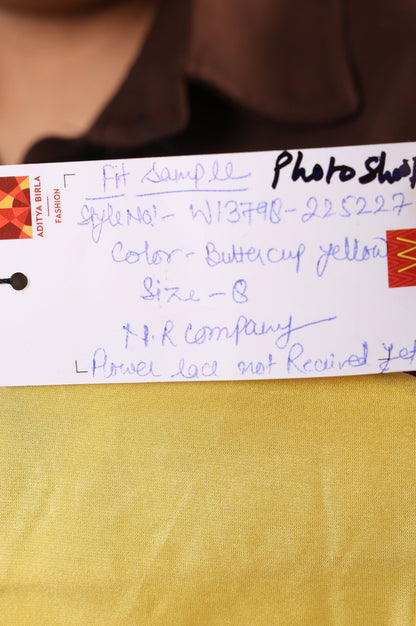 ADITYA BIRLA
FASHION
Fit Sample Photo Shoot
Style No:- W13798-225227
Color - Buttercup yellow
Size - 8
M.R Company
Flower lace not Received yet